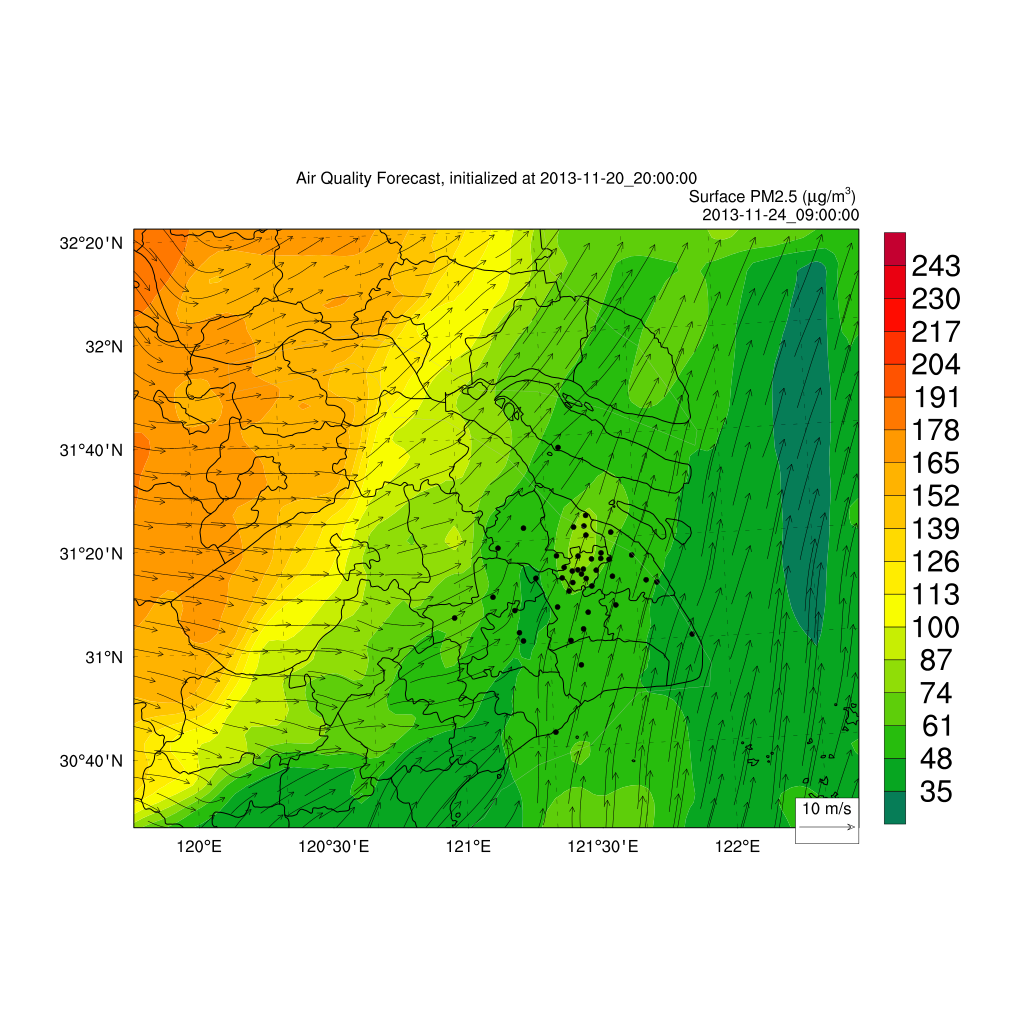 Air Quality Forecast, initialized at 2013-11-20_20:00:00
Surface PM2.5 (μg/m³)
2013-11-24_09:00:00
32°20'N
32°N
31°40'N
31°20'N
31°N
30°40'N
120°E
120°30'E
121°E
121°30'E
122°E
10 m/s
243
230
217
204
191
178
165
152
139
126
113
100
87
74
61
48
35